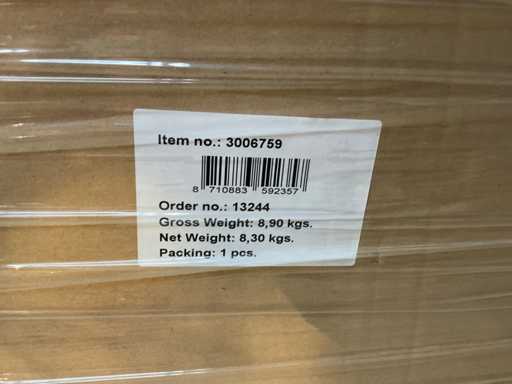 Item no.: 3006759
8 710883 592357
Order no.: 13244
Gross Weight: 8,90 kgs.
Net Weight: 8,30 kgs.
Packing: 1 pcs.